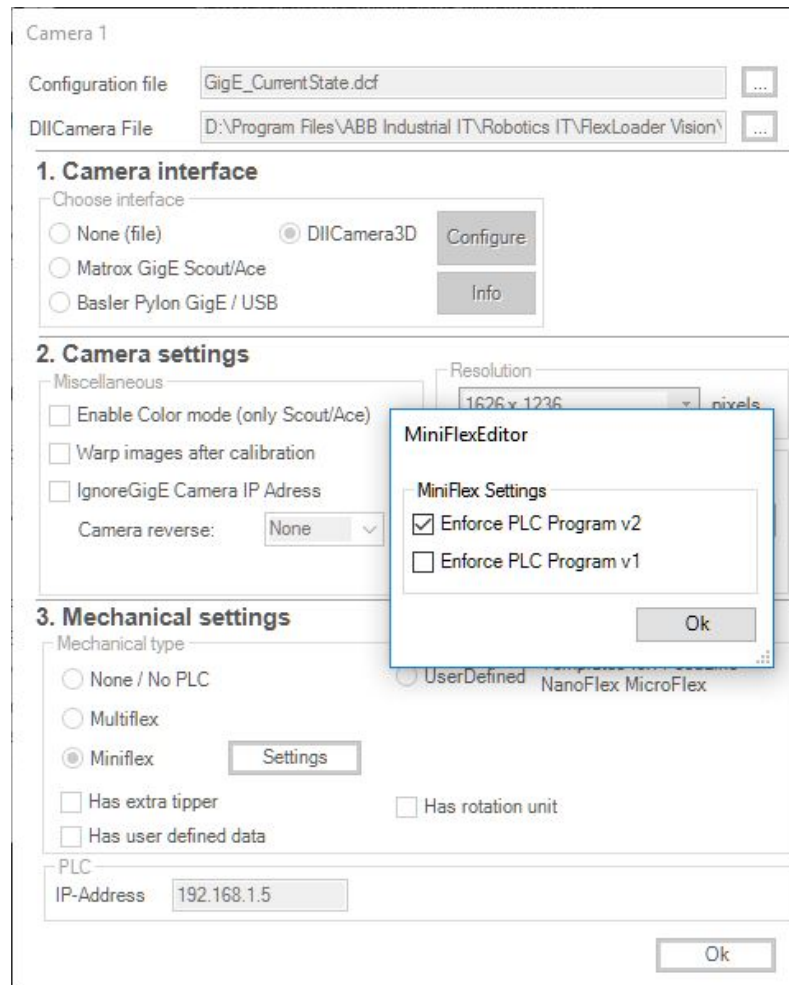 Camera 1
Configuration file GigE_CurrentState.dcf ...
DllCamera File D:\Program Files\ABB Industrial IT\Robotics IT\FlexLoader Vision\ ...
1. Camera interface
Choose interface
None (file) DllCamera3D Configure
Matrox GigE Scout/Ace
Info
Basler Pylon GigE / USB
2. Camera settings
Miscellaneous
Resolution
Enable Color mode (only Scout/Ace) 1626 x 1236 pixels
Warp images after calibration
IgnoreGigE Camera IP Adress
Camera reverse: None
MiniFlexEditor
MiniFlex Settings
Enforce PLC Program v2
Enforce PLC Program v1
Ok
3. Mechanical settings
Mechanical type
None / No PLC UserDefined
NanoFlex MicroFlex
Multiflex
Miniflex Settings
Has extra tipper Has rotation unit
Has user defined data
PLC
IP-Address 192.168.1.5
Ok